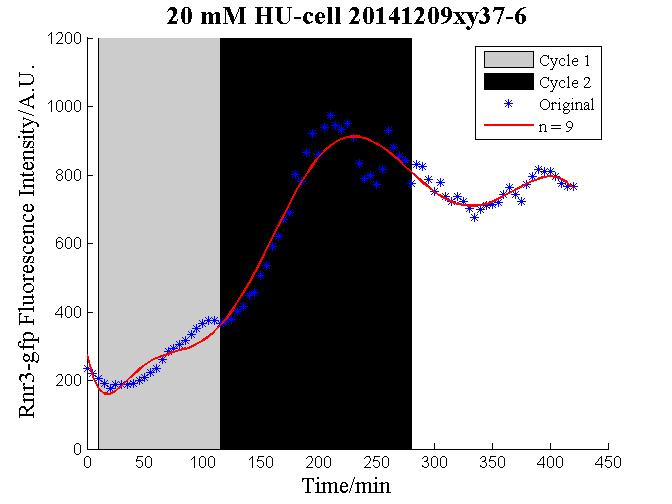 20 mM HU-cell 20141209xy37-6
Rnr3-gfp Fluorescence Intensity/A.U.
1200
1000
800
600
400
200
0
Cycle 1
Cycle 2
Original
n = 9
0 50 100 150 200 250 300 350 400 450
Time/min